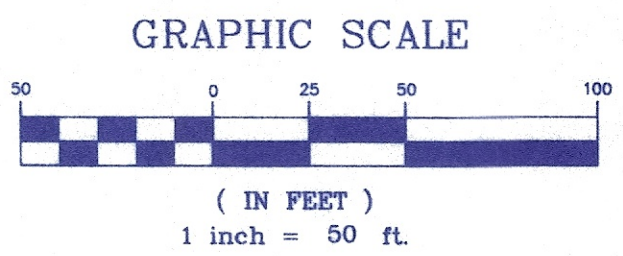 GRAPHIC SCALE
50 0 25 50 100
( IN FEET )
1 inch = 50 ft.